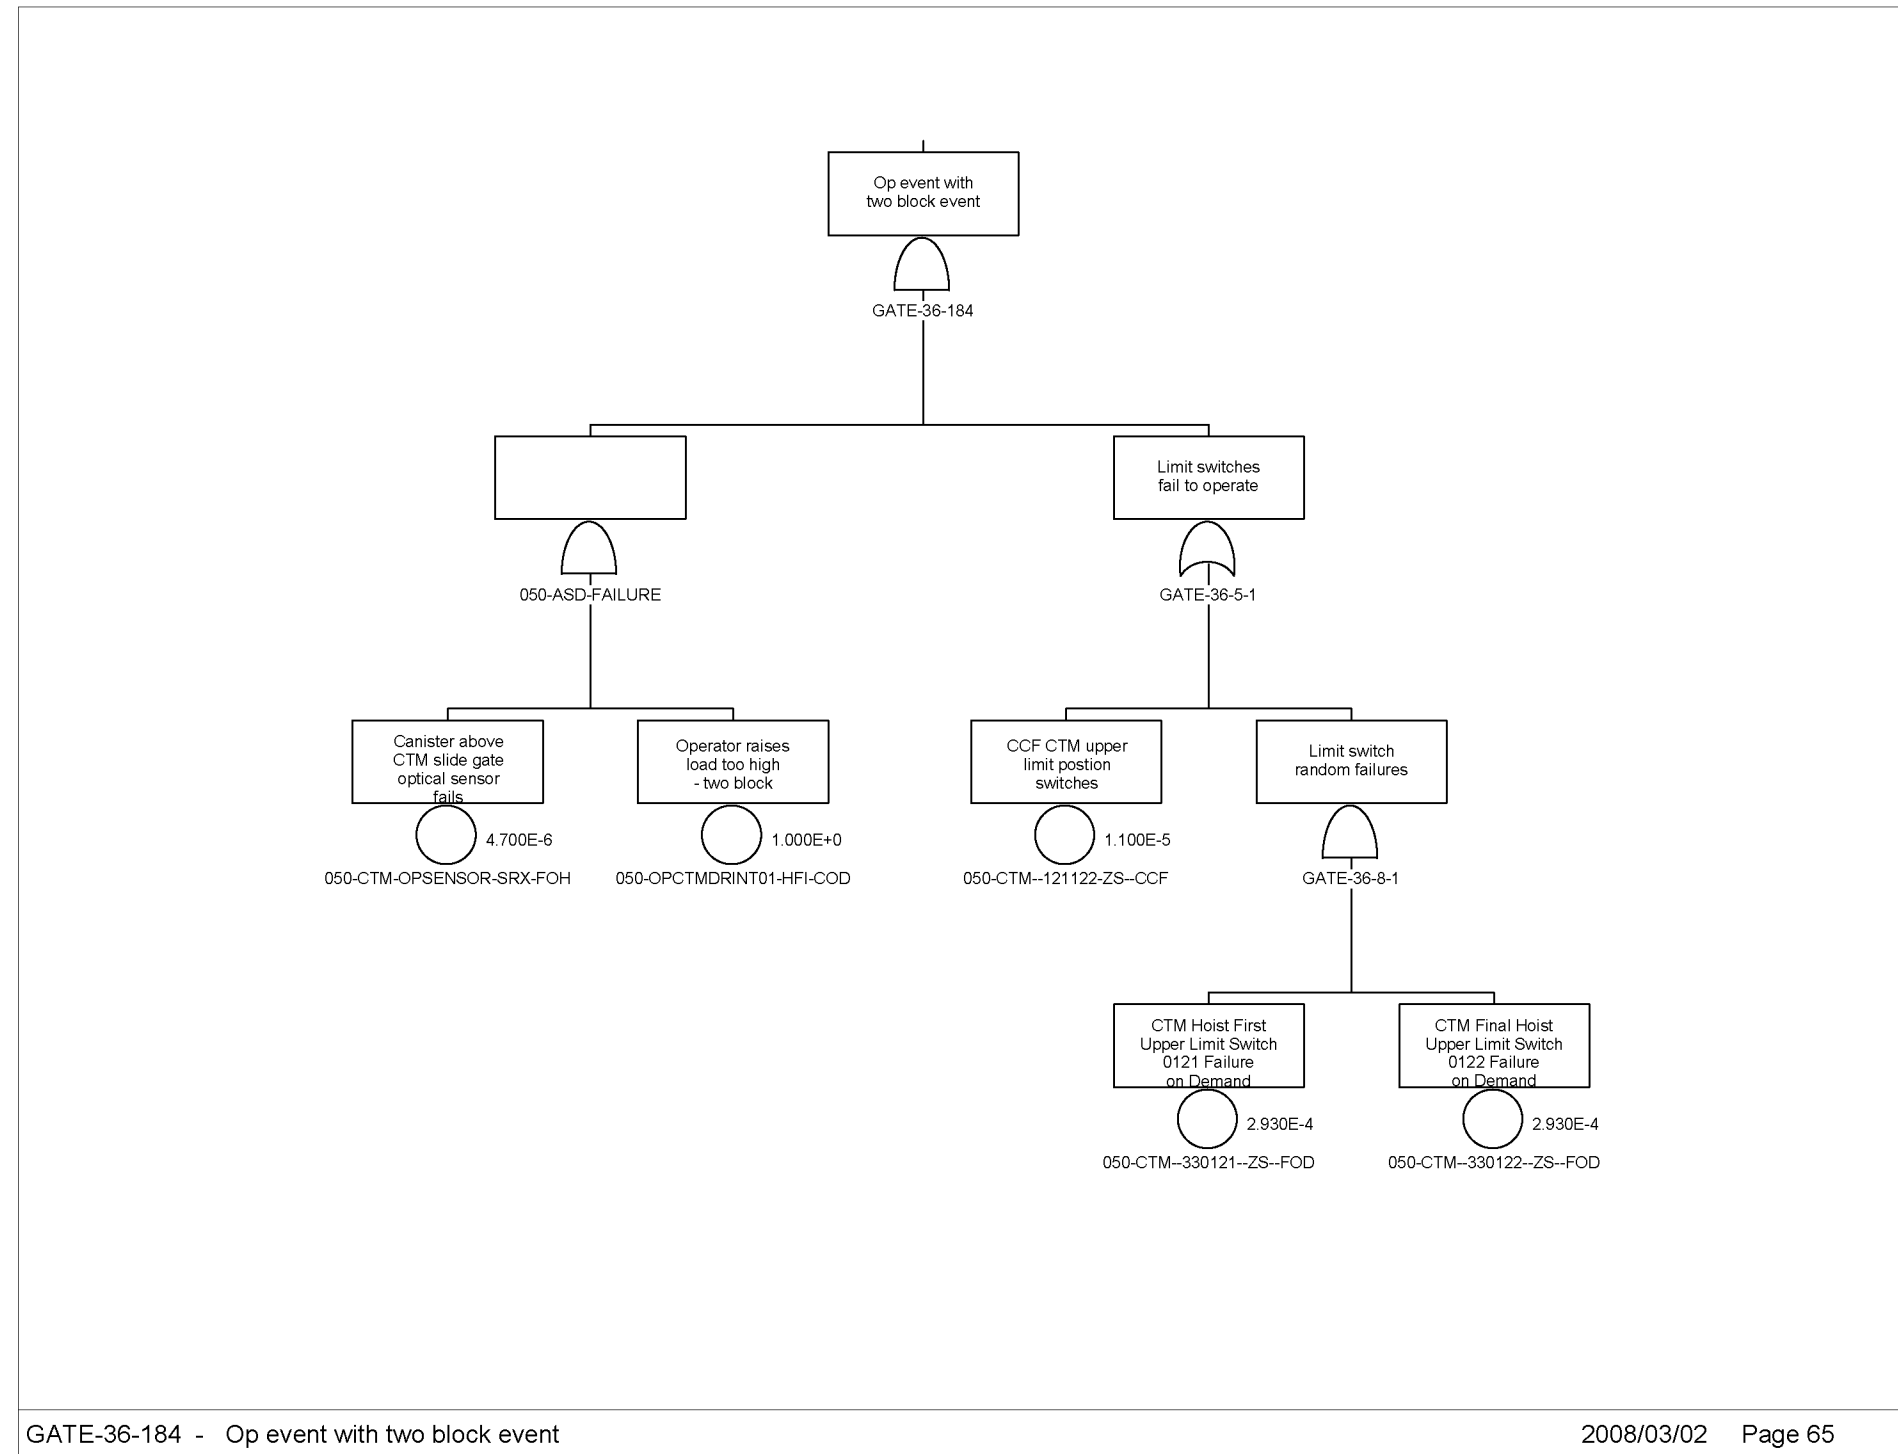 Op event with
two block event
GATE-36-184
Limit switches
fail to operate
050-ASD-FAILURE
GATE-36-5-1
Canister above
CTM slide gate
optical sensor
fails
4.700E-6
050-CTM-OPSENSOR-SRX-FOH
Operator raises
load too high
- two block
1.000E+0
050-OPCTMDRINT01-HFI-COD
CCF CTM upper
limit postion
switches
1.100E-5
050-CTM--121122-ZS--CCF
Limit switch
random failures
GATE-36-8-1
CTM Hoist First
Upper Limit Switch
0121 Failure
on Demand
2.930E-4
050-CTM--330121--ZS--FOD
CTM Final Hoist
Upper Limit Switch
0122 Failure
on Demand
2.930E-4
050-CTM--330122--ZS--FOD
GATE-36-184 - Op event with two block event
2008/03/02 Page 65